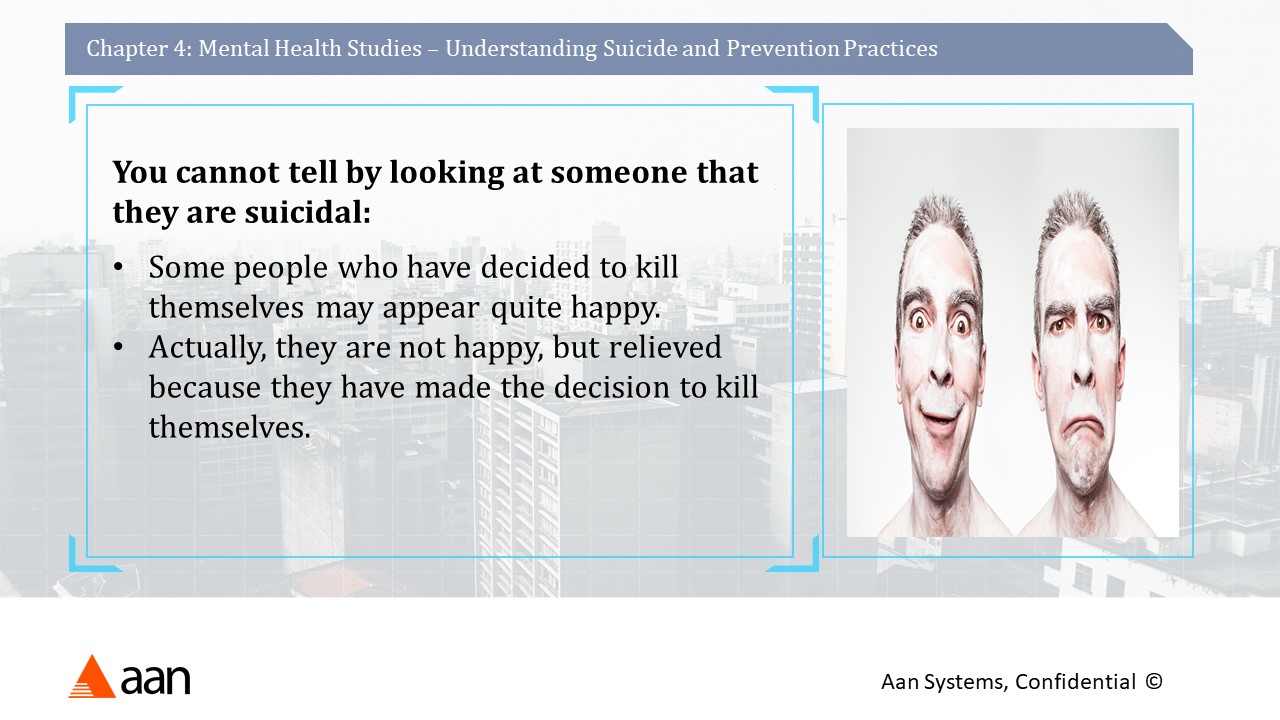 Chapter 4: Mental Health Studies – Understanding Suicide and Prevention Practices
You cannot tell by looking at someone that
they are suicidal:
• Some people who have decided to kill
themselves may appear quite happy.
• Actually, they are not happy, but relieved
because they have made the decision to kill
themselves.
aan
Aan Systems, Confidential ©